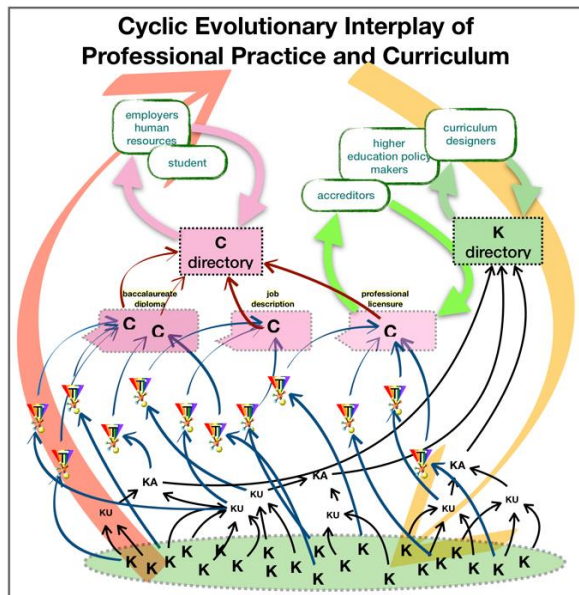 Cyclic Evolutionary Interplay of
Professional Practice and Curriculum
employers
human
resources
student
higher
education policy
makers
curriculum
designers
accreditors
C
directory
K
directory
baccalaureate
diploma
job
description
professional
licensure
C C
C
C
T T T T T T T T T T T T
KA KA KA
KU KU KU KU KU KU
K K K K K K K K K K K K K K K K K K K K K K